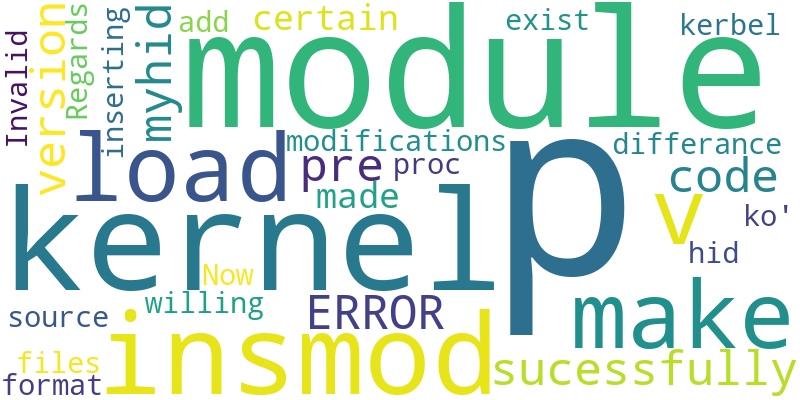 Invalid
version
Regards
inserting
myhid
add
certain
exist
kerbel
module
load
modifications
differance
pre
proc
code
made
p
v
ko'
kernel
hid
Now
willing
ERROR
make
source
insmod
sucessfully
files
format